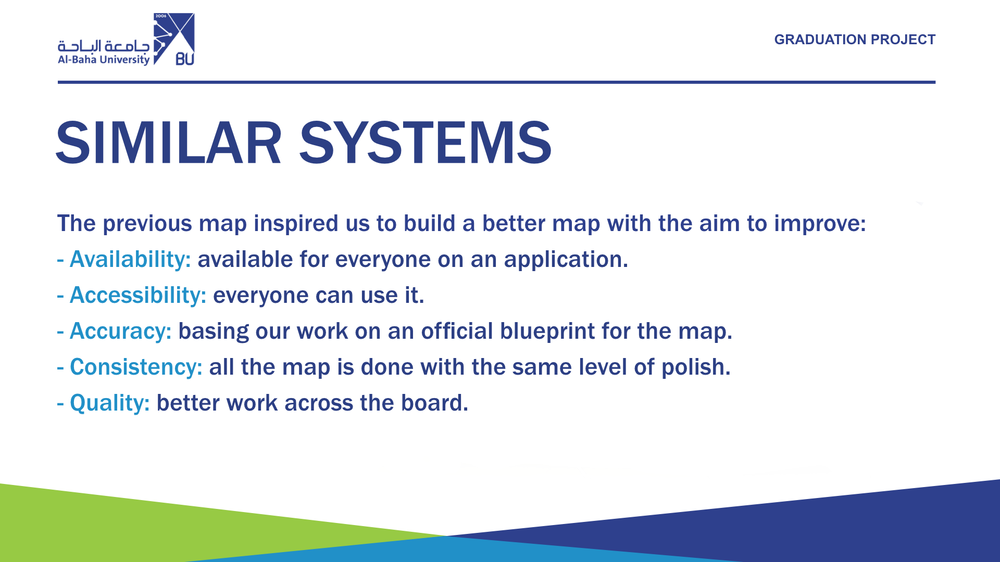 2006
جامعة الباحة
Al-Baha University
BU
GRADUATION PROJECT
SIMILAR SYSTEMS
The previous map inspired us to build a better map with the aim to improve:
- Availability: available for everyone on an application.
- Accessibility: everyone can use it.
- Accuracy: basing our work on an official blueprint for the map.
- Consistency: all the map is done with the same level of polish.
- Quality: better work across the board.